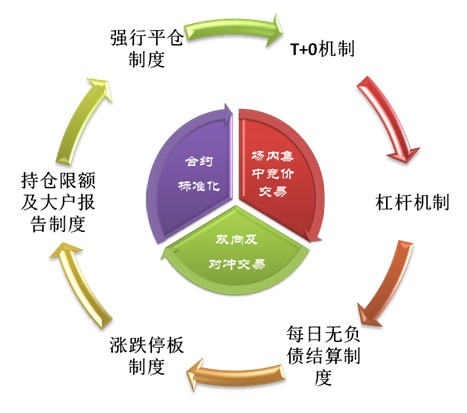 强行平仓
制度
T+0机制
杠杆机制
每日无负
债结算制
度
涨跌停板
制度
持仓限额
及大户报
告制度
合约
标准化
场内集
中竞价
交易
双向及
对冲交易